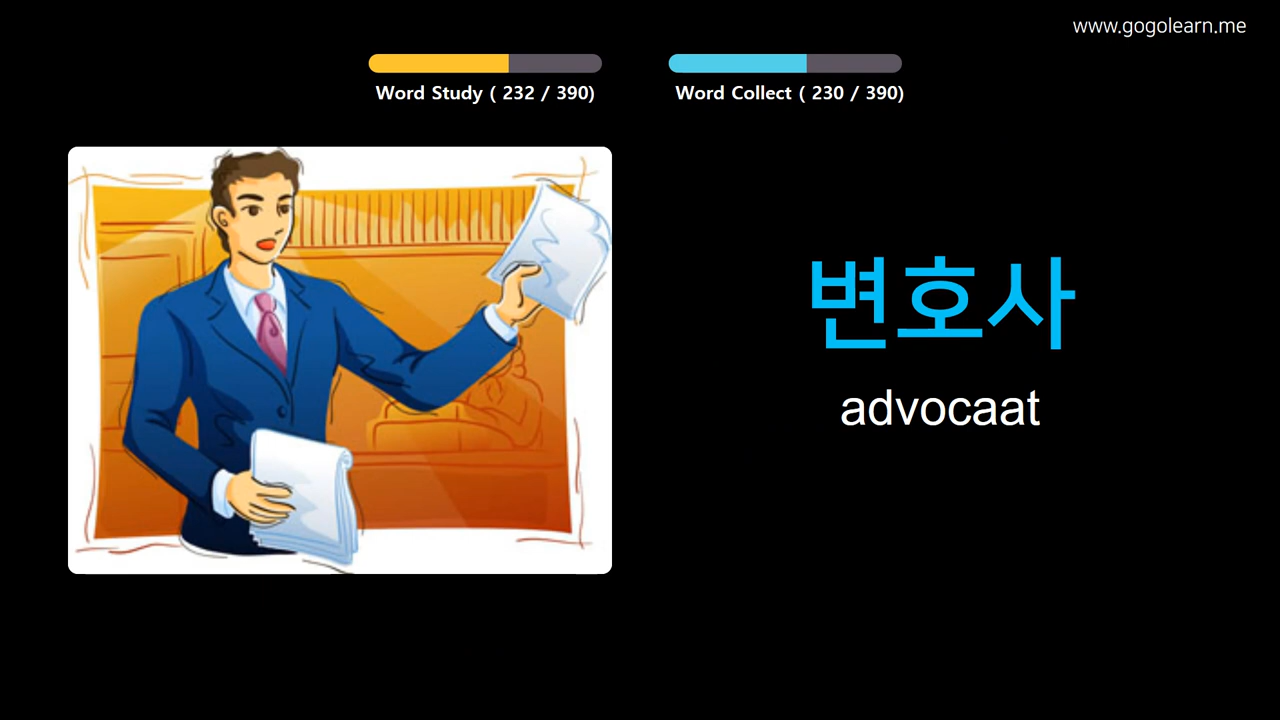 www.gogolearn.me
Word Study ( 232 / 390)
Word Collect ( 230 / 390)
변호사
advocaat